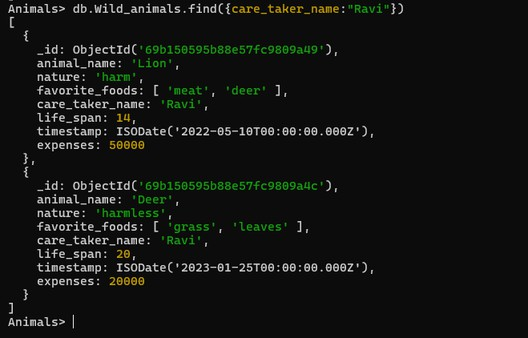 Animals> db.Wild_animals.find({care_taker_name:"Ravi"})
[
  {
    _id: ObjectId('69b150595b88e57fc9809a49'),
    animal_name: 'Lion',
    nature: 'harm',
    favorite_foods: [ 'meat', 'deer' ],
    care_taker_name: 'Ravi',
    life_span: 14,
    timestamp: ISODate('2022-05-10T00:00:00.000Z'),
    expenses: 50000
  },
  {
    _id: ObjectId('69b150595b88e57fc9809a4c'),
    animal_name: 'Deer',
    nature: 'harmless',
    favorite_foods: [ 'grass', 'leaves' ],
    care_taker_name: 'Ravi',
    life_span: 20,
    timestamp: ISODate('2023-01-25T00:00:00.000Z'),
    expenses: 20000
  }
]
Animals>